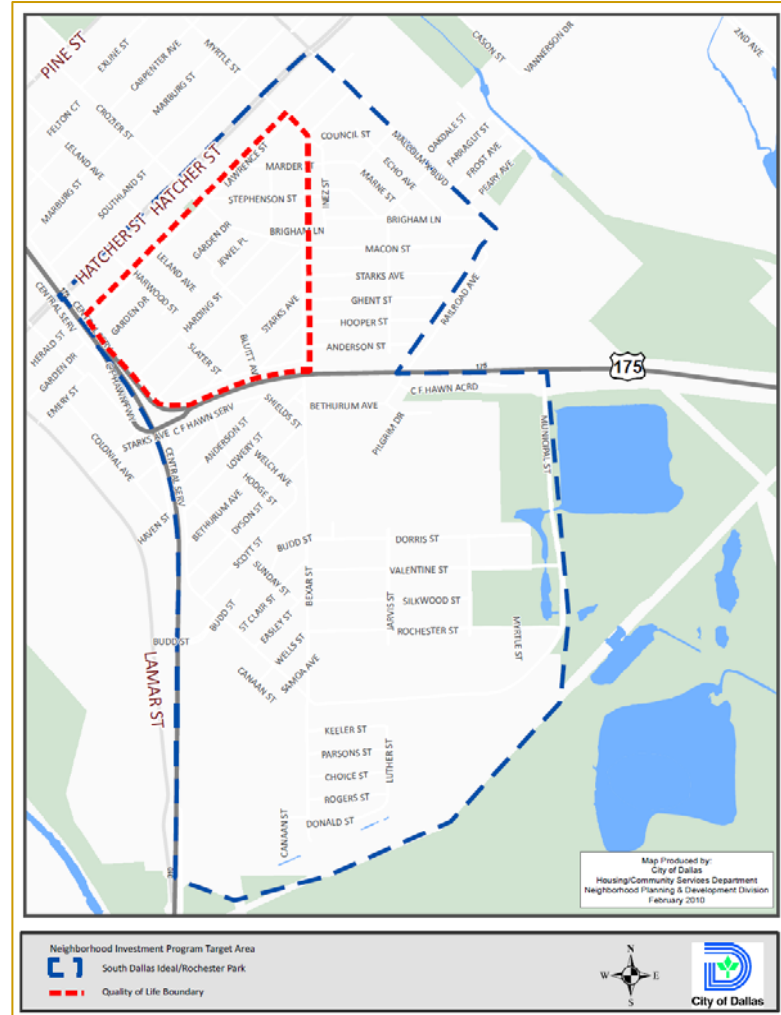 PINE ST
EXLINE ST
CARPENTER AVE
MYRTLE ST
MARBURG ST
FELTON CT
CROZIER ST
LELAND AVE
MARBURG ST
SOUTHLAND ST
HATCHER ST
HATCHER ST
CASON ST
VANNERSON DR
2ND AVE
COUNCIL ST
MALCOLM X BLVD
OAKDALE ST
FARRAGUT ST
FROST AVE
PEARY AVE
ECHO AVE
MARNE ST
LAWRENCE ST
MARDER ST
STEPHENSON ST
INEZ ST
BRIGHAM LN
BRIGHAM LN
GARDEN DR
JEWEL PL
LELAND AVE
HARWOOD ST
GARDEN DR
HARDING ST
STARKS AVE
SLATER ST
BLUITT AVE
MACON ST
STARKS AVE
GHENT ST
HOOPER ST
ANDERSON ST
RAILROAD AVE
CENTRAL SERV
HERALD ST
GARDEN DR
EMERY ST
COLONIAL AVE
STARKS AVE
C F HAWN SERV
175
175
C F HAWN ACRD
SHIELDS ST
BETHURUM AVE
PILGRIM DR
MUNICIPAL ST
ANDERSON ST
LOWERY ST
WELCH AVE
HODGE ST
BETHURUM AVE
DYSON ST
CENTRAL SERV
HAVEN ST
SCOTT ST
SUNDAY ST
BUDD ST
DORRIS ST
VALENTINE ST
SILKWOOD ST
ROCHESTER ST
BEXAR ST
JARVIS ST
MYRTLE ST
BUDD ST
ST CLAIR ST
EASLEY ST
WELLS ST
SAMOA AVE
CANAAN ST
BUDD ST
LAMAR ST
KEELER ST
PARSONS ST
CHOICE ST
ROGERS ST
DONALD ST
LUTHER ST
CANAAN ST
310
Map Produced by:
City of Dallas
Housing/Community Services Department
Neighborhood Planning & Development Division
February 2010
Neighborhood Investment Program Target Area
South Dallas Ideal/Rochester Park
Quality of Life Boundary
N
W
E
S
City of Dallas